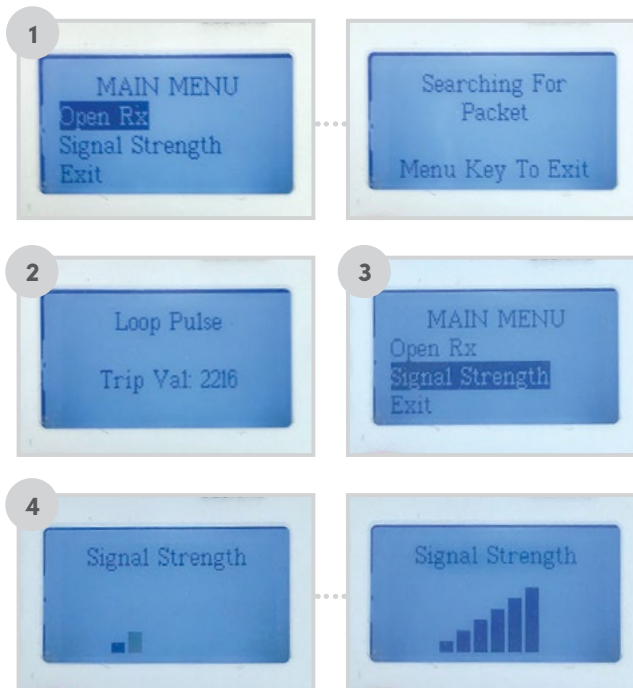 1
MAIN MENU
Open Rx
Signal Strength
Exit
Searching For
Packet
Menu Key To Exit
2
Loop Pulse
Trip Val: 2216
3
MAIN MENU
Open Rx
Signal Strength
Exit
4
Signal Strength
Signal Strength